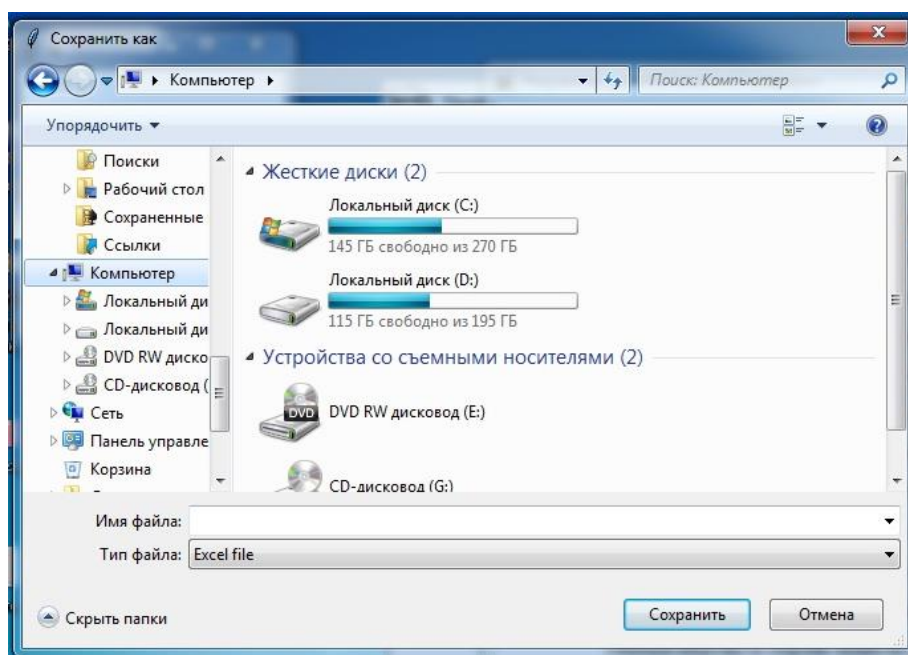 Сохранить как
Компьютер
Поиск: Компьютер
Упорядочить
Поиски
Рабочий стол
Сохраненные
Ссылки
Компьютер
Локальный ди
Локальный ди
DVD RW диско
CD-дисковод (
Сеть
Панель управле
Корзина
Жесткие диски (2)
Локальный диск (C:)
145 ГБ свободно из 270 ГБ
Локальный диск (D:)
115 ГБ свободно из 195 ГБ
Устройства со съемными носителями (2)
DVD
DVD RW дисковод (E:)
CD-дисковод (G:)
Имя файла:
Тип файла: Excel file
Скрыть папки
Сохранить
Отмена